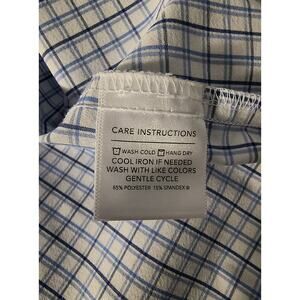 CARE INSTRUCTIONS
WASH COLD HANG DRY
COOL IRON IF NEEDED
WASH WITH LIKE COLORS
GENTLE CYCLE
85% POLYESTER 15% SPANDEX ®